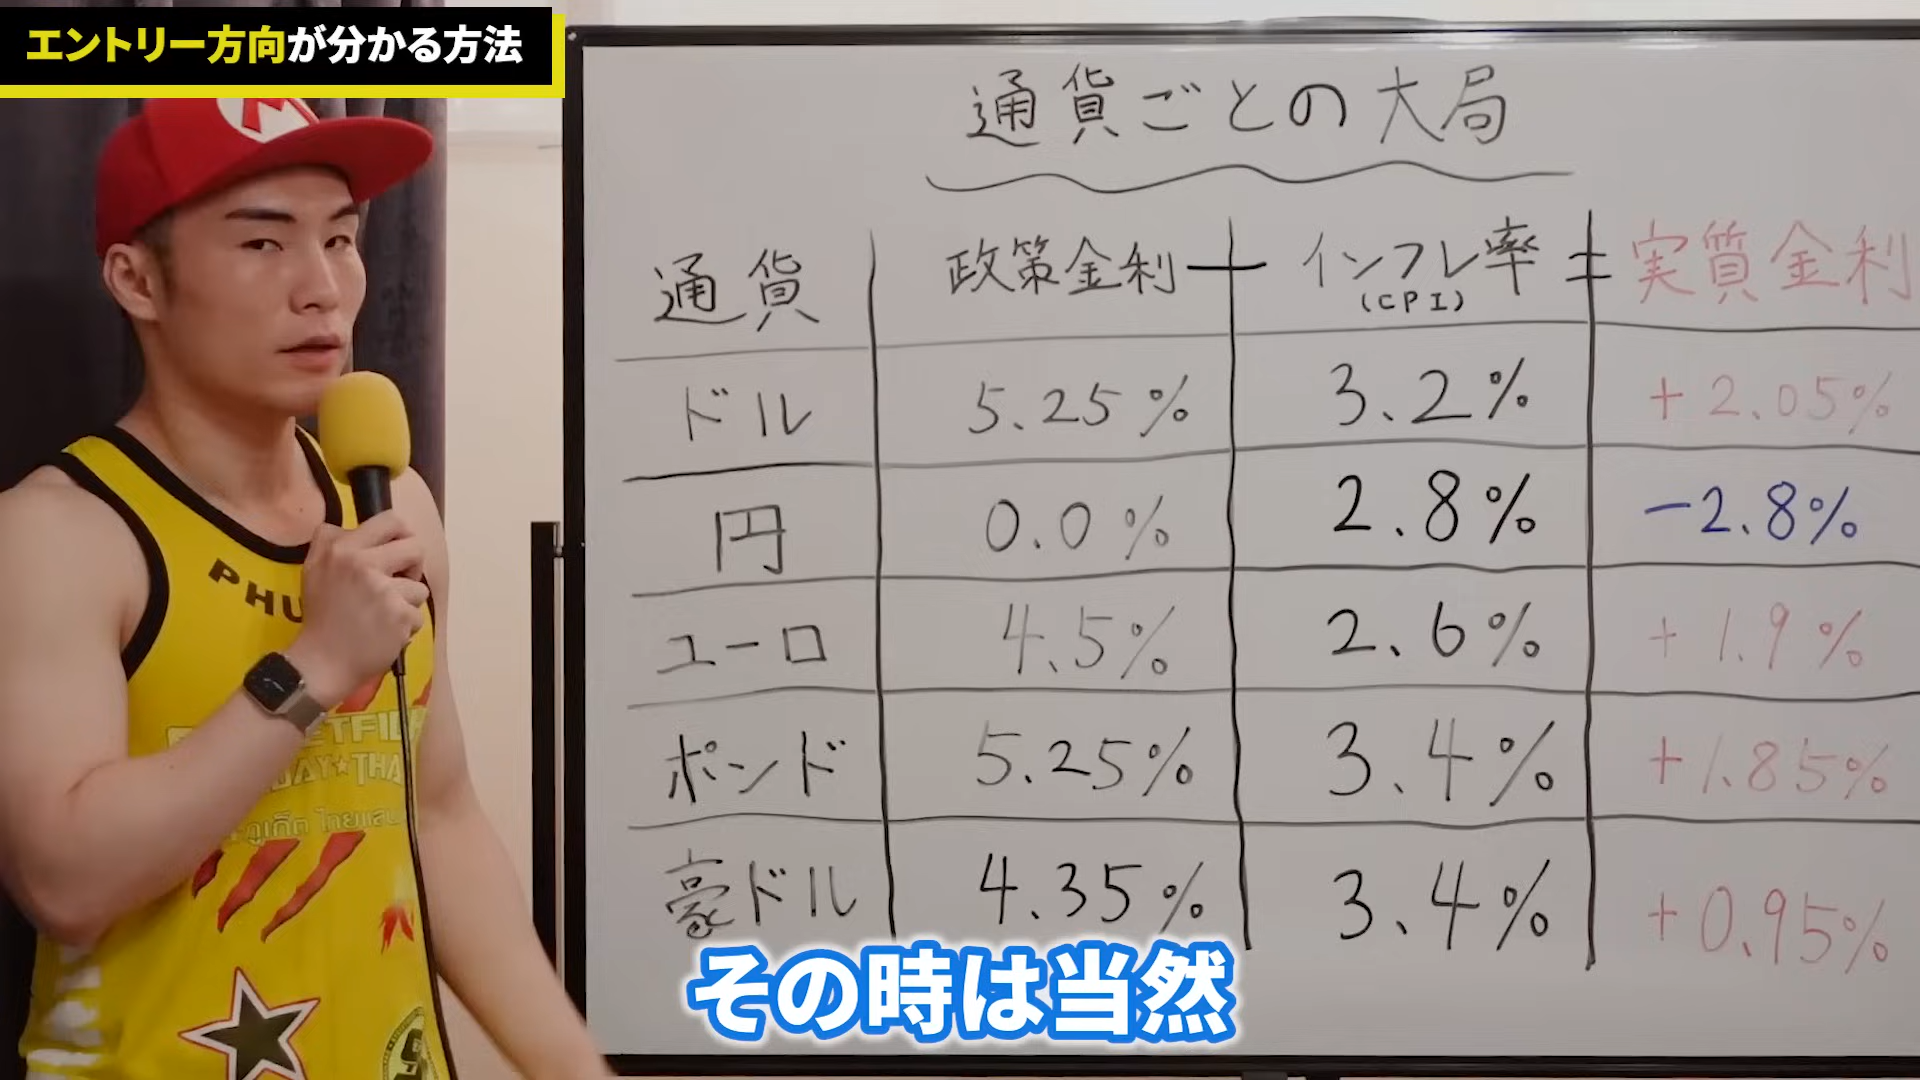 エントリー方向が分かる方法
通貨ごとの大局
通貨 政策金利 － インフレ率 = 実質金利
(CPI)
ドル 5.25% 3.2% +2.05%
円 0.0% 2.8% -2.8%
ユーロ 4.5% 2.6% +1.9%
ポンド 5.25% 3.4% +1.85%
豪ドル 4.35% 3.4% +0.95%
M
PHU
その時は当然